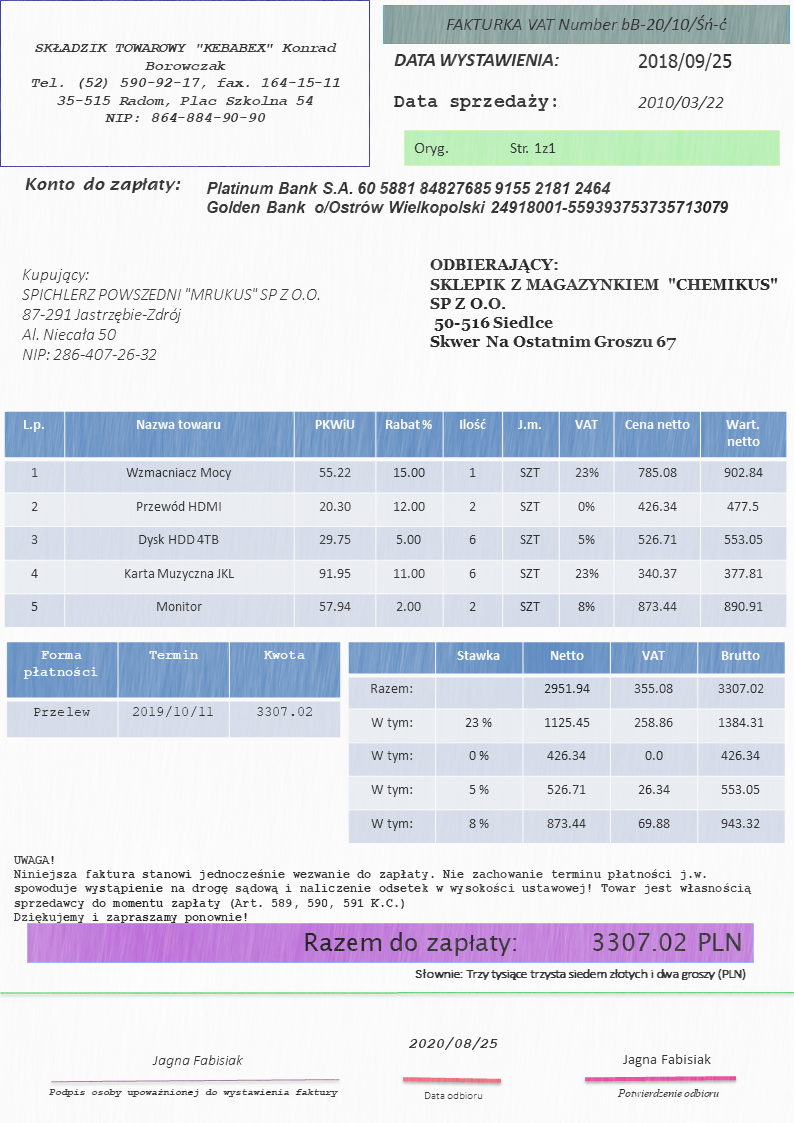 SKŁADZIK TOWAROWY "KEBABEX" Konrad
Borowczak
Tel. (52) 590-92-17, fax. 164-15-11
35-515 Radom, Plac Szkolna 54
NIP: 864-884-90-90
FAKTURKA VAT Number bB-20/10/Śń-ć
DATA WYSTAWIENIA: 2018/09/25
Data sprzedaży: 2010/03/22
Oryg. Str. 1z1
Konto do zapłaty:
Platinum Bank S.A. 60 5881 84827685 9155 2181 2464
Golden Bank o/Ostrów Wielkopolski 24918001-559393753735713079
Kupujący:
SPICHLERZ POWSZEDNI "MRUKUS" SP Z O.O.
87-291 Jastrzębie-Zdrój
Al. Niecała 50
NIP: 286-407-26-32
ODBIERAJĄCY:
SKLEPIK Z MAGAZYNKIEM "CHEMIKUS"
SP Z O.O.
50-516 Siedlce
Skwer Na Ostatnim Groszu 67
L.p. Nazwa towaru PKWiU Rabat % Ilość J.m. VAT Cena netto Wart.
netto
1 Wzmacniacz Mocy 55.22 15.00 1 SZT 23% 785.08 902.84
2 Przewód HDMI 20.30 12.00 2 SZT 0% 426.34 477.5
3 Dysk HDD 4TB 29.75 5.00 6 SZT 5% 526.71 553.05
4 Karta Muzyczna JKL 91.95 11.00 6 SZT 23% 340.37 377.81
5 Monitor 57.94 2.00 2 SZT 8% 873.44 890.91
Forma
płatności Termin Kwota
Przelew 2019/10/11 3307.02
Stawka Netto VAT Brutto
Razem: 2951.94 355.08 3307.02
W tym: 23 % 1125.45 258.86 1384.31
W tym: 0 % 426.34 0.0 426.34
W tym: 5 % 526.71 26.34 553.05
W tym: 8 % 873.44 69.88 943.32
UWAGA!
Niniejsza faktura stanowi jednocześnie wezwanie do zapłaty. Nie zachowanie terminu płatności j.w.
spowoduje wystąpienie na drogę sądową i naliczenie odsetek w wysokości ustawowej! Towar jest własnością
sprzedawcy do momentu zapłaty (Art. 589, 590, 591 K.C.)
Dziękujemy i zapraszamy ponownie!
Razem do zapłaty: 3307.02 PLN
Słownie: Trzy tysiące trzysta siedem złotych i dwa groszy (PLN)
2020/08/25
Jagna Fabisiak Jagna Fabisiak
Podpis osoby upoważnionej do wystawienia faktury Data odbioru Potwierdzenie odbioru